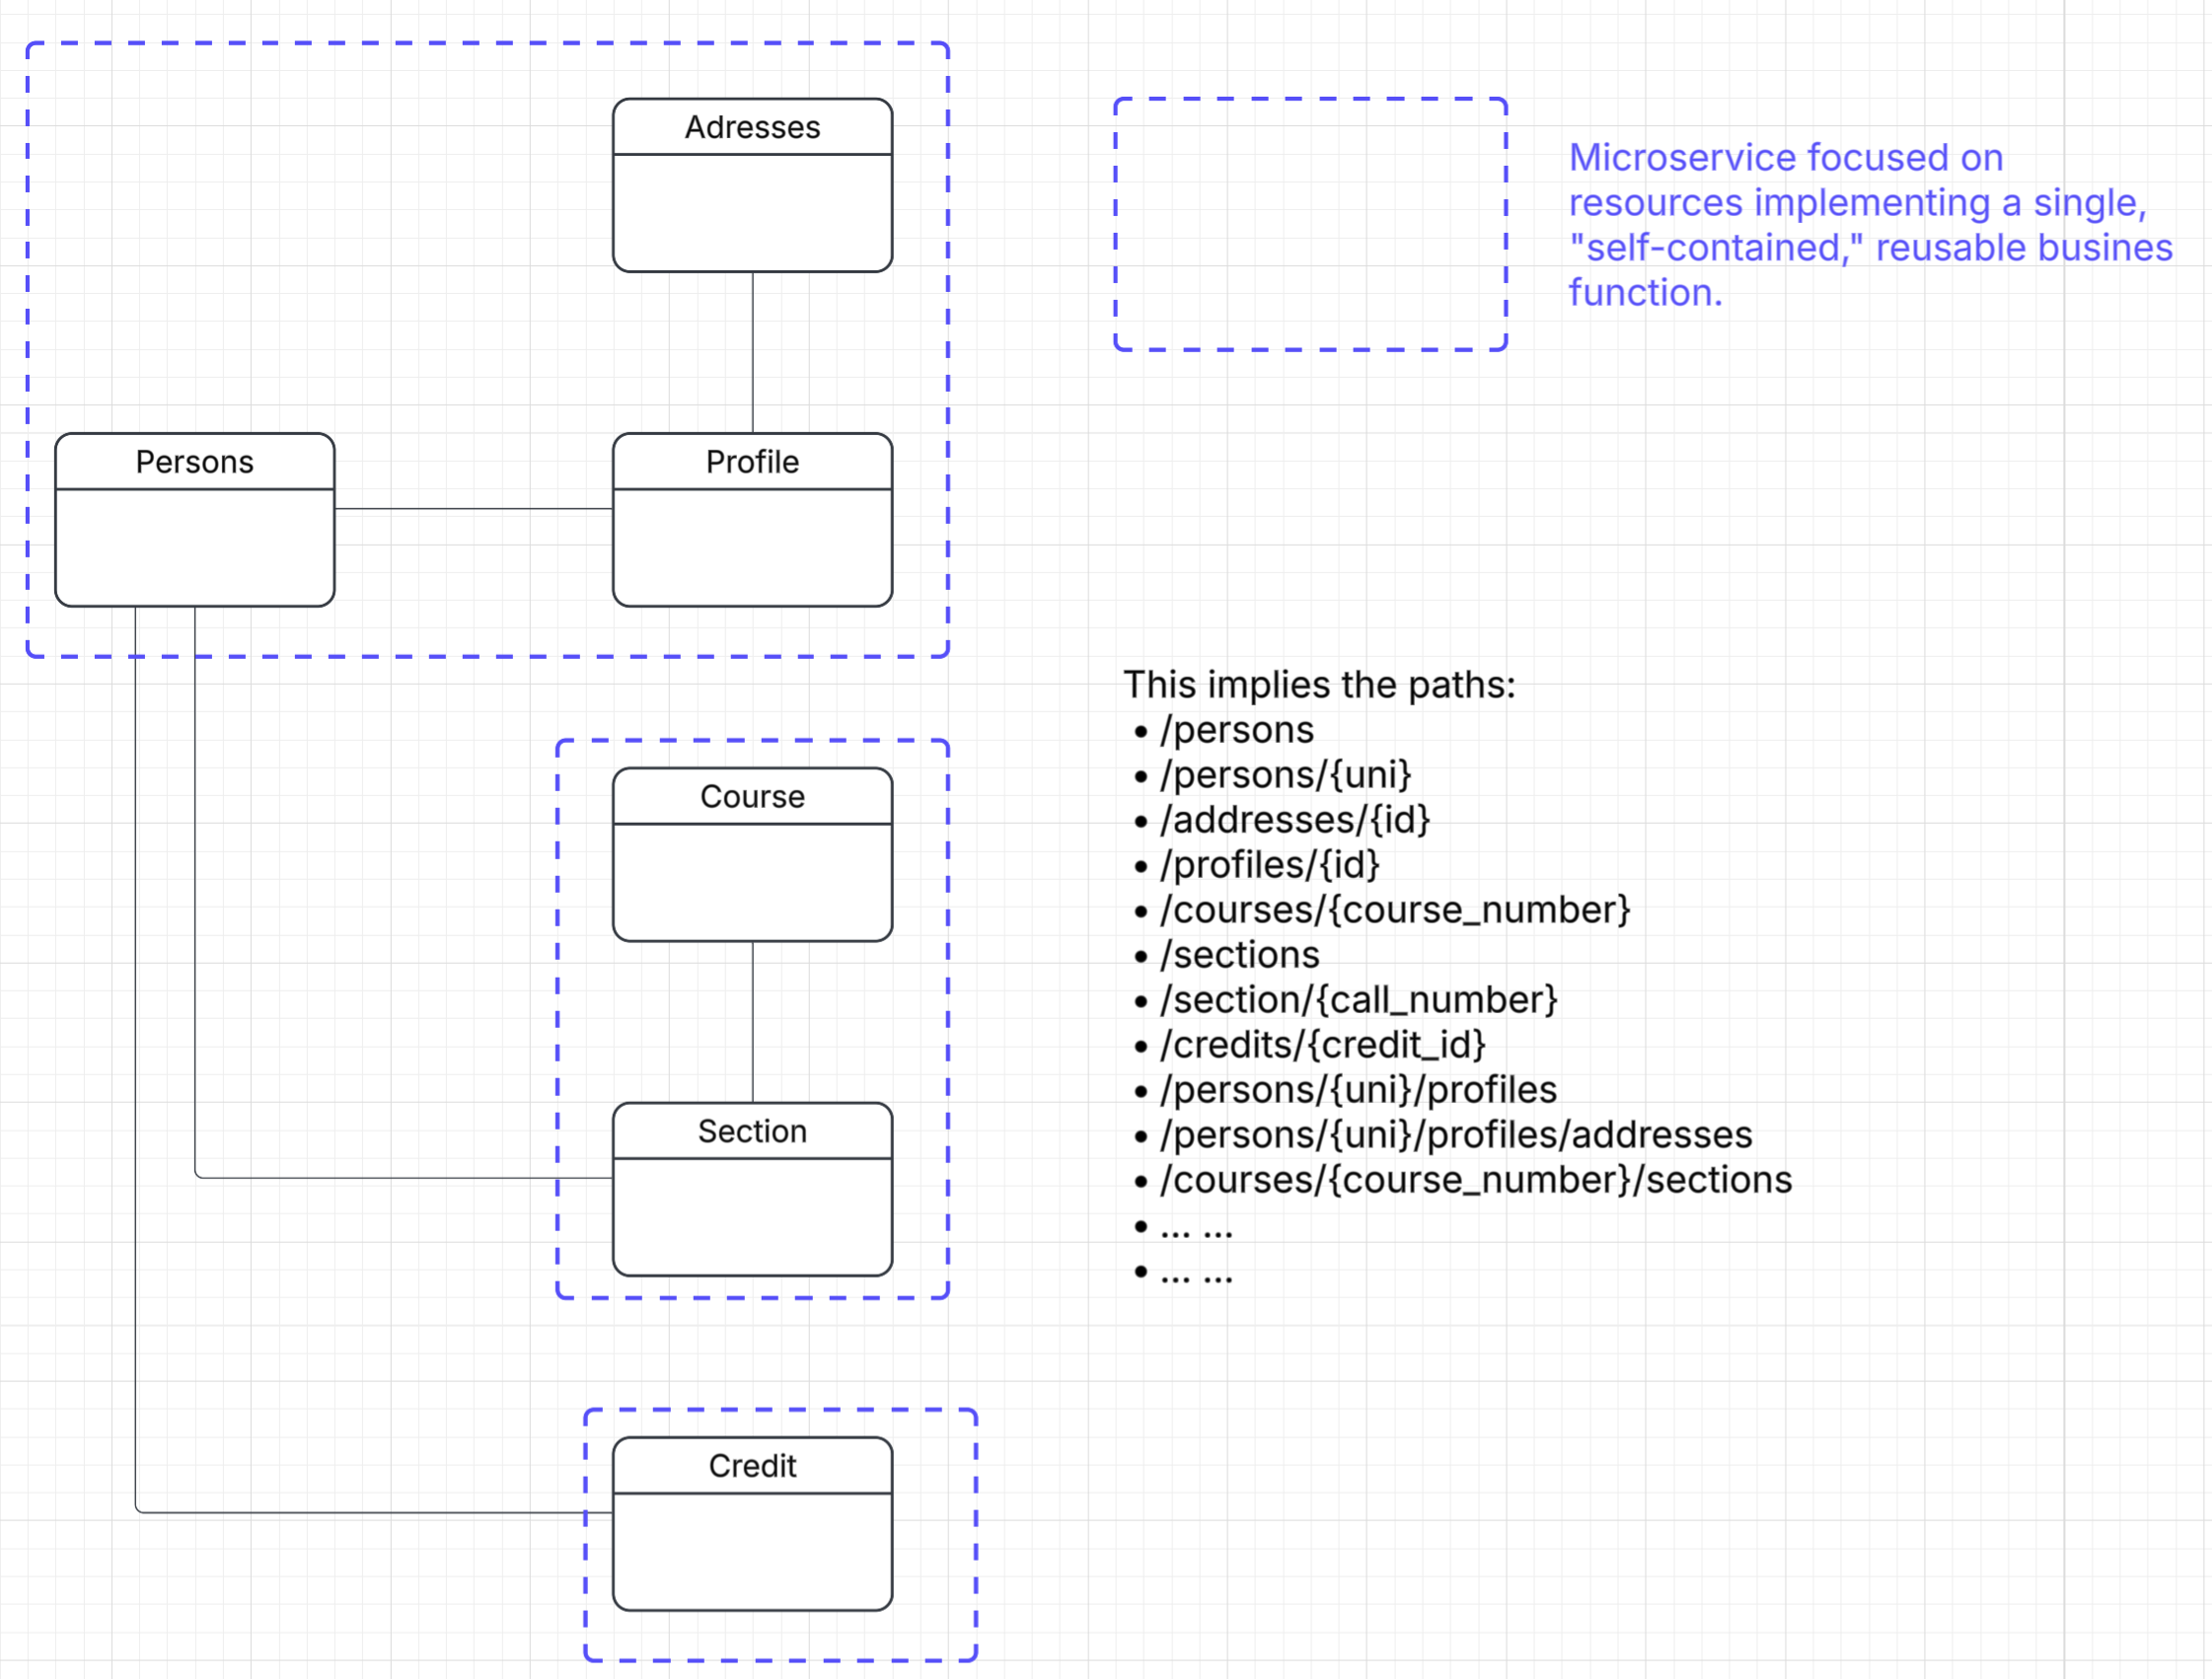 Adresses
Microservice focused on
resources implementing a single,
"self-contained," reusable busines
function.
Persons
Profile
This implies the paths:
• /persons
• /persons/{uni}
• /addresses/{id}
• /profiles/{id}
• /courses/{course_number}
• /sections
• /section/{call_number}
• /credits/{credit_id}
• /persons/{uni}/profiles
• /persons/{uni}/profiles/addresses
• /courses/{course_number}/sections
• ... ...
• ... ...
Course
Section
Credit